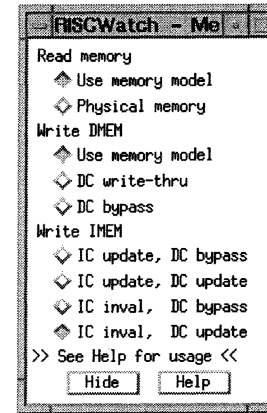 RISCWatch - Me
Read memory
Use memory model
Physical memory
Write DMEM
Use memory model
DC write-thru
DC bypass
Write IMEM
IC update, DC bypass
IC update, DC update
IC inval, DC bypass
IC inval, DC update
>> See Help for usage <<
Hide Help